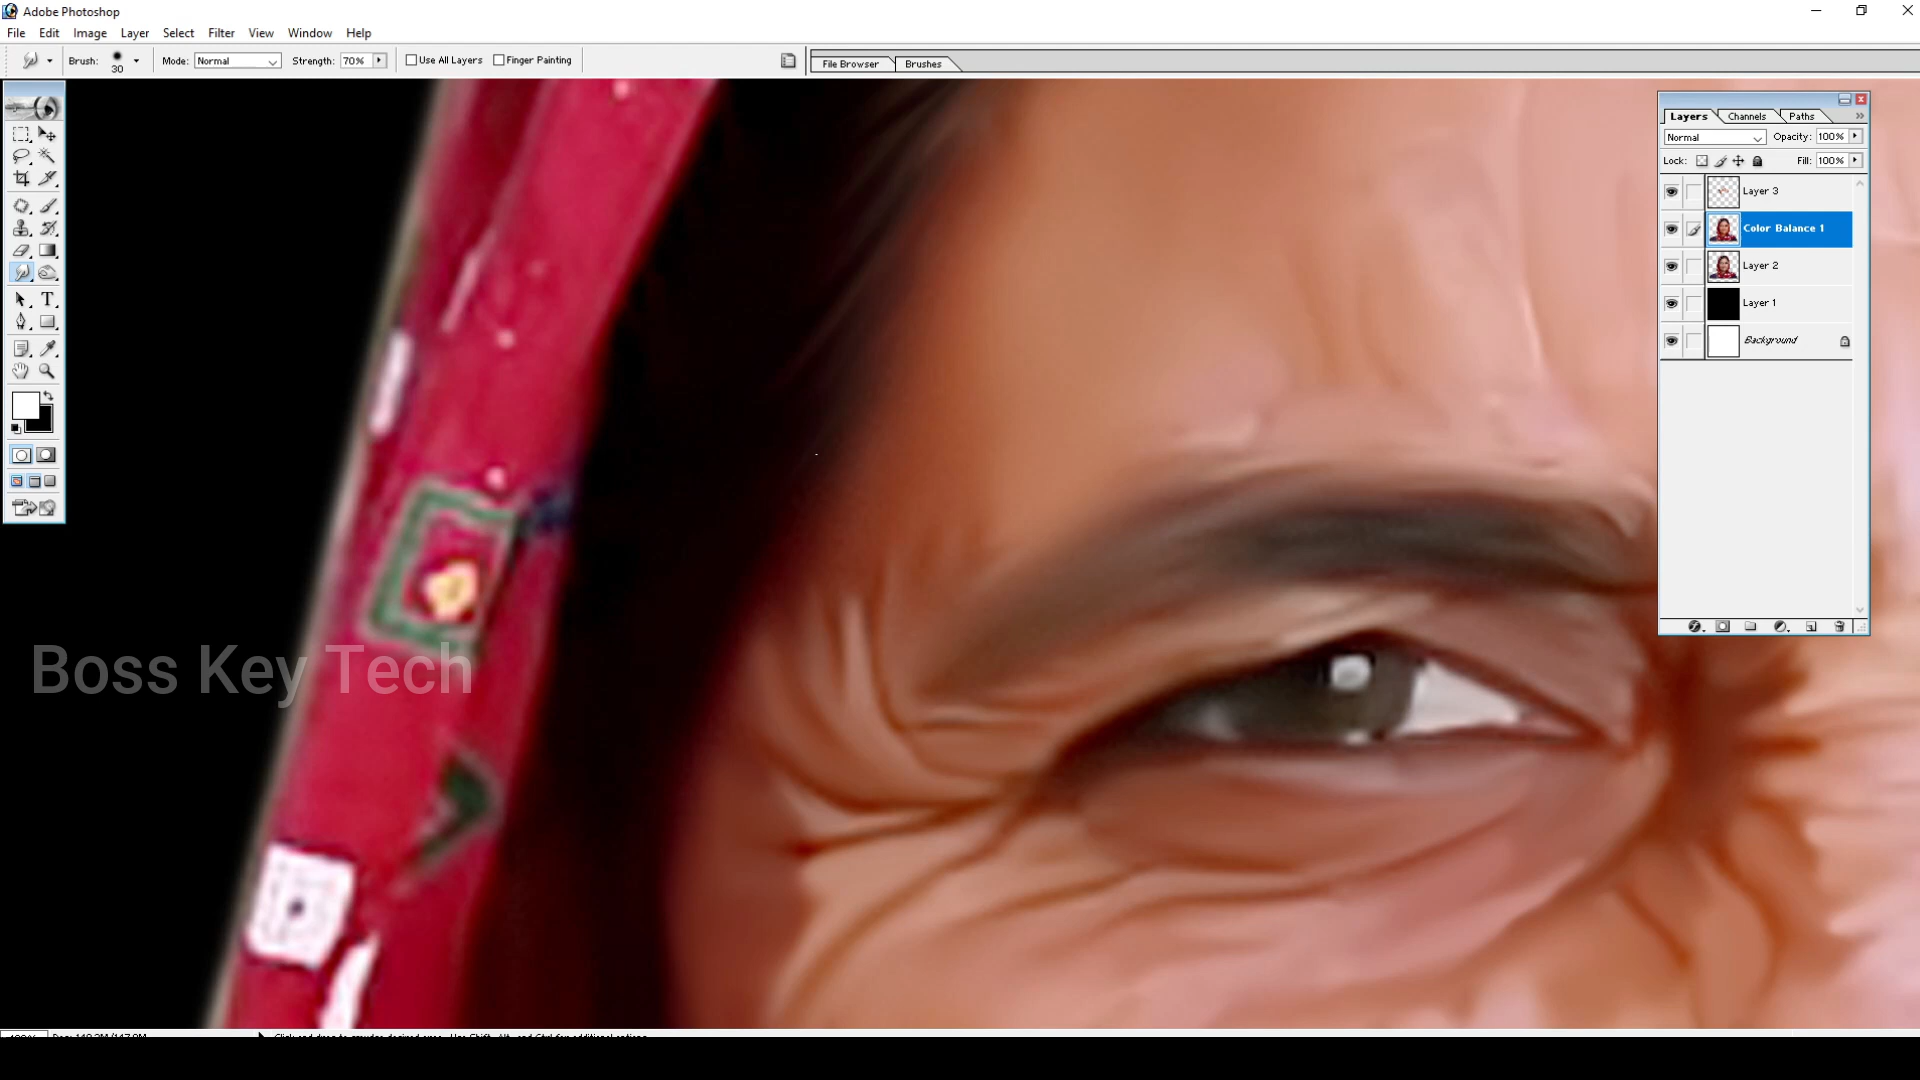 Adobe Photoshop
File Edit Image Layer Select Filter View Window Help
Brush: 30 Mode: Normal Strength: 70% Use All Layers Finger Painting File Browser Brushes
Layers Channels Paths
Normal Opacity: 100%
Lock: Fill: 100%
Layer 3
Color Balance 1
Layer 2
Layer 1
Background
Boss Key Tech